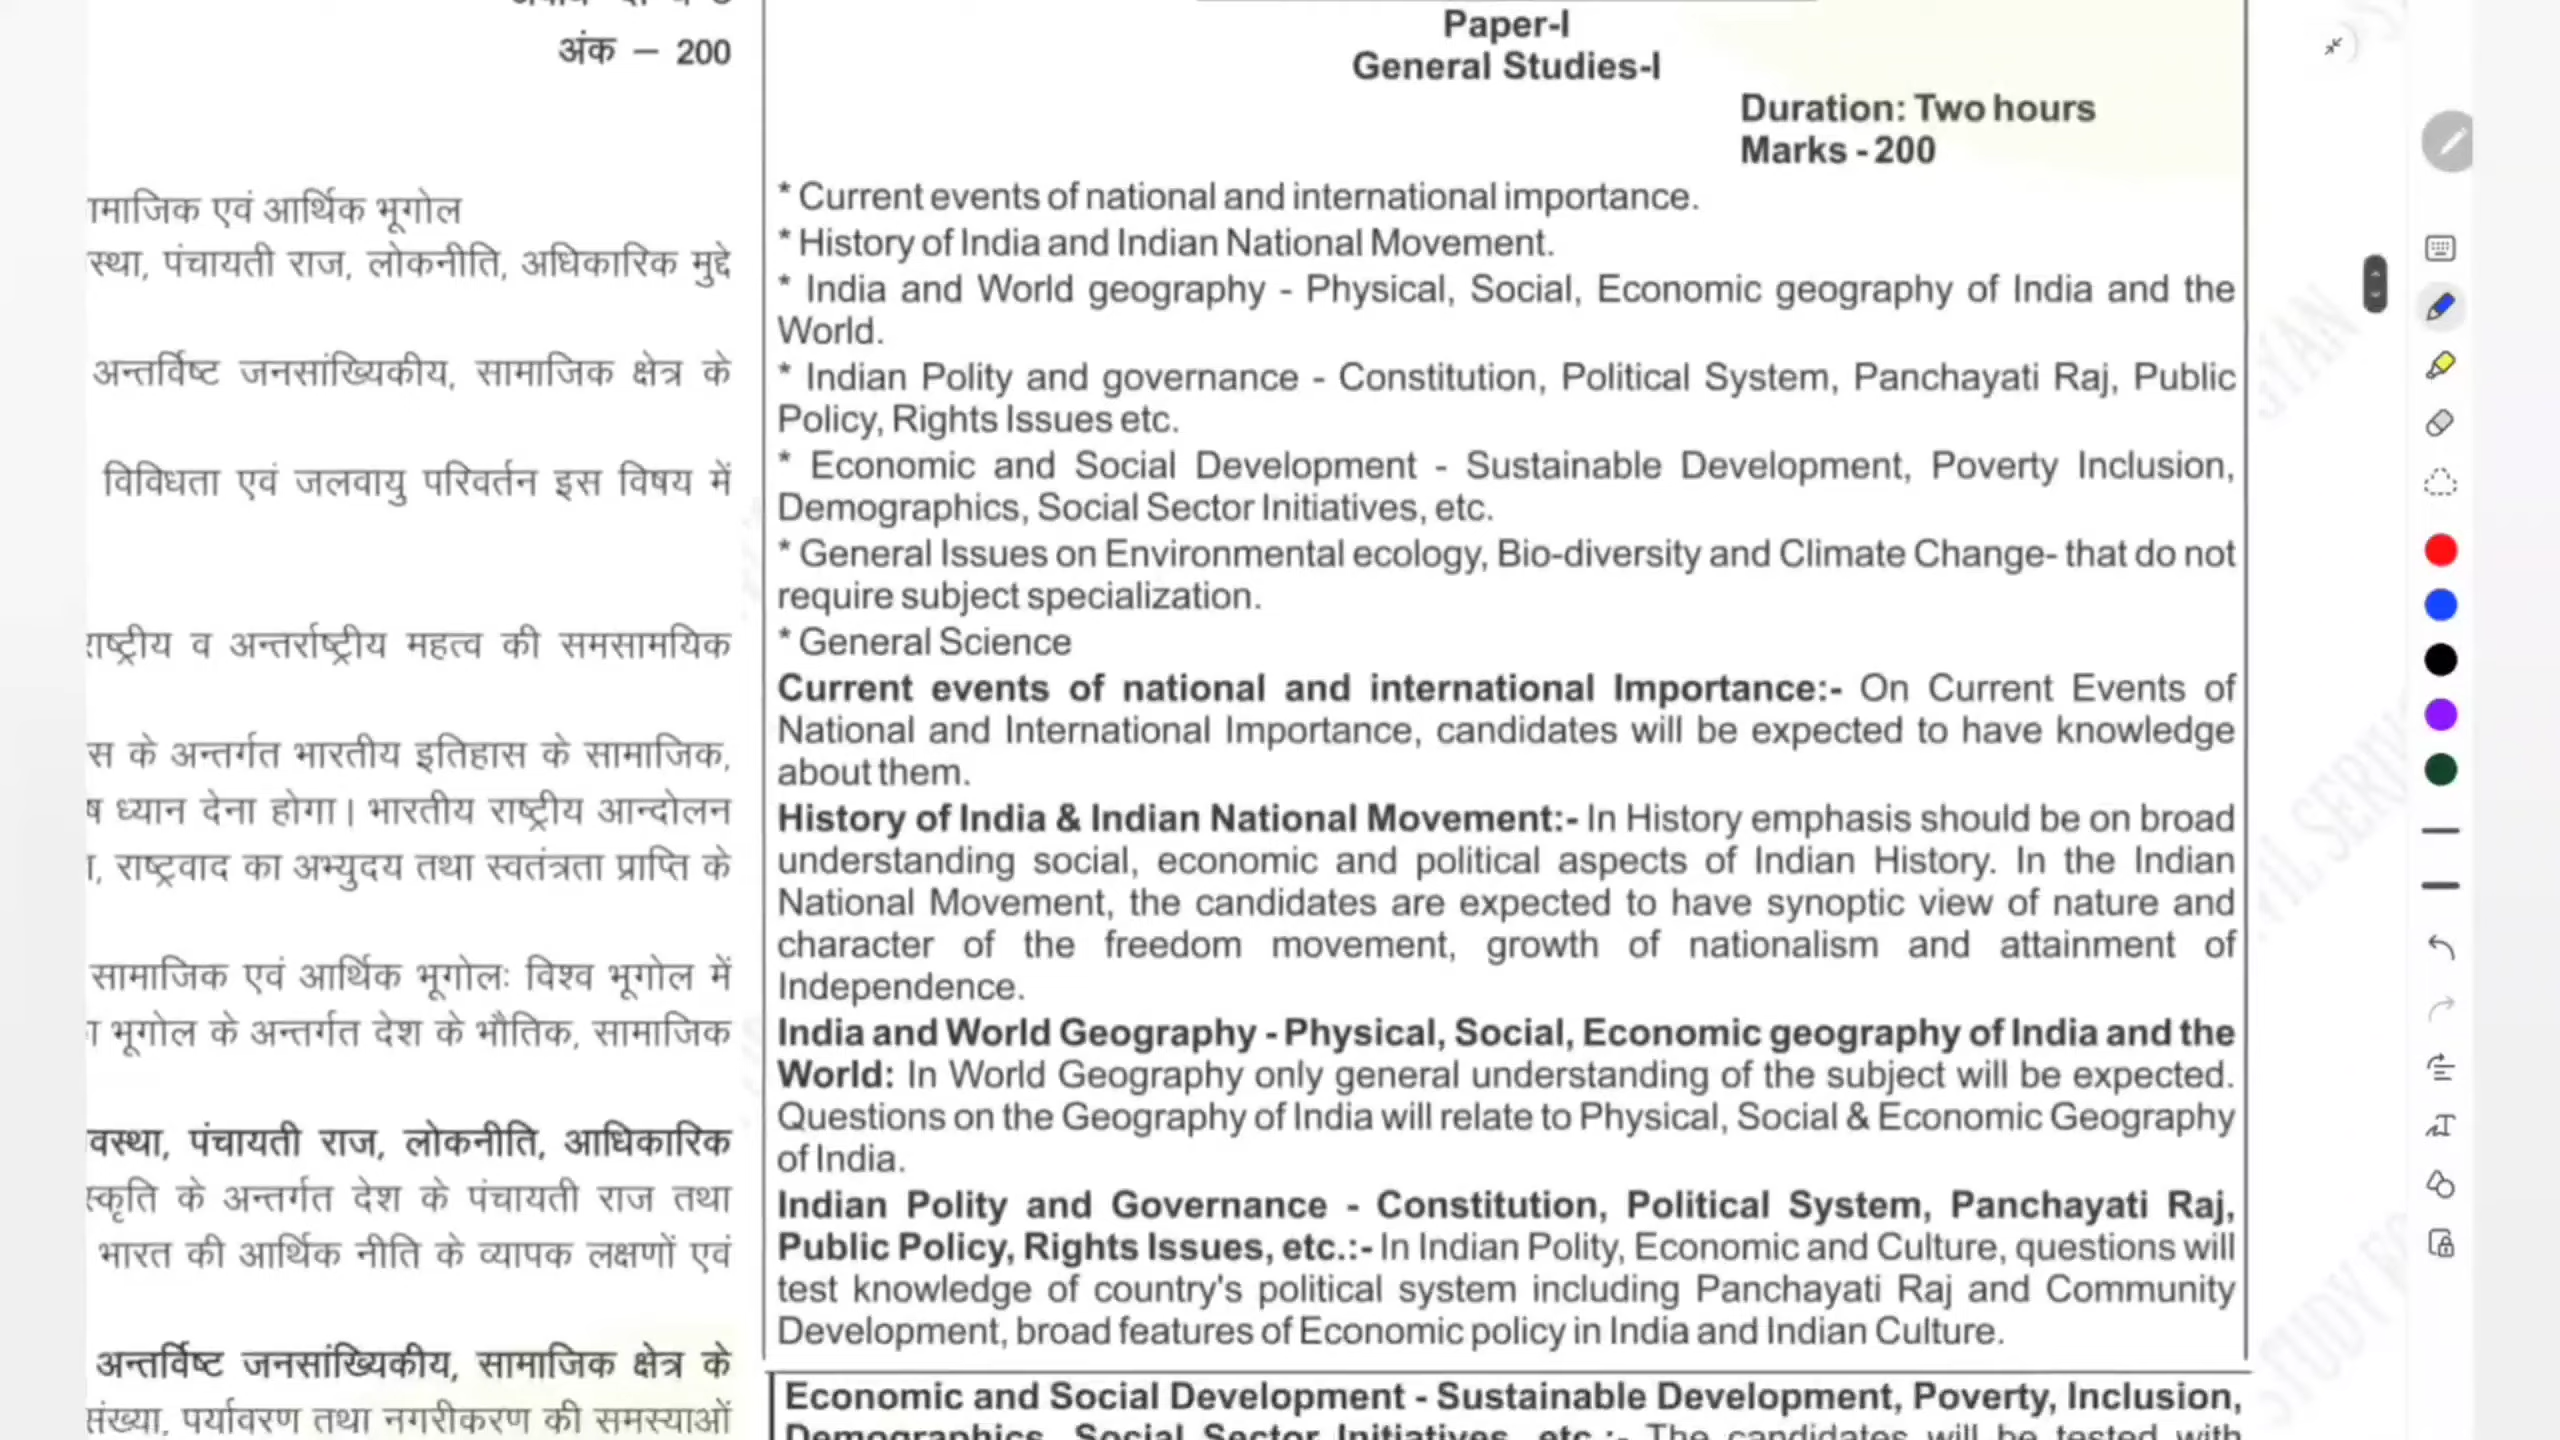 अंक – 200
माजिक एवं आर्थिक भूगोल
स्था, पंचायती राज, लोकनीति, अधिकारिक मुद्दे
अन्तर्विष्ट जनसांख्यिकीय, सामाजिक क्षेत्र के
विविधता एवं जलवायु परिवर्तन इस विषय में
राष्ट्रीय व अन्तर्राष्ट्रीय महत्व की समसामयिक
स के अन्तर्गत भारतीय इतिहास के सामाजिक,
ष ध्यान देना होगा। भारतीय राष्ट्रीय आन्दोलन
राष्ट्रवाद का अभ्युदय तथा स्वतंत्रता प्राप्ति के
सामाजिक एवं आर्थिक भूगोलः विश्व भूगोल में
भूगोल के अन्तर्गत देश के भौतिक, सामाजिक
वस्था, पंचायती राज, लोकनीति, आधिकारिक
स्कृति के अन्तर्गत देश के पंचायती राज तथा
भारत की आर्थिक नीति के व्यापक लक्षणों एवं
अन्तर्विष्ट जनसांख्यिकीय, सामाजिक क्षेत्र के
संख्या, पर्यावरण तथा नगरीकरण की समस्याओं
Paper-I
General Studies-I
Duration: Two hours
Marks - 200
* Current events of national and international importance.
* History of India and Indian National Movement.
* India and World geography - Physical, Social, Economic geography of India and the
World.
* Indian Polity and governance - Constitution, Political System, Panchayati Raj, Public
Policy, Rights Issues etc.
* Economic and Social Development - Sustainable Development, Poverty Inclusion,
Demographics, Social Sector Initiatives, etc.
* General Issues on Environmental ecology, Bio-diversity and Climate Change- that do not
require subject specialization.
* General Science
Current events of national and international Importance:- On Current Events of
National and International Importance, candidates will be expected to have knowledge
about them.
History of India & Indian National Movement:- In History emphasis should be on broad
understanding social, economic and political aspects of Indian History. In the Indian
National Movement, the candidates are expected to have synoptic view of nature and
character of the freedom movement, growth of nationalism and attainment of
Independence.
India and World Geography - Physical, Social, Economic geography of India and the
World: In World Geography only general understanding of the subject will be expected.
Questions on the Geography of India will relate to Physical, Social & Economic Geography
of India.
Indian Polity and Governance - Constitution, Political System, Panchayati Raj,
Public Policy, Rights Issues, etc.:- In Indian Polity, Economic and Culture, questions will
test knowledge of country's political system including Panchayati Raj and Community
Development, broad features of Economic policy in India and Indian Culture.
Economic and Social Development - Sustainable Development, Poverty, Inclusion,
Demographics, Social Sector Initiatives, etc.:- The candidates will be tested with